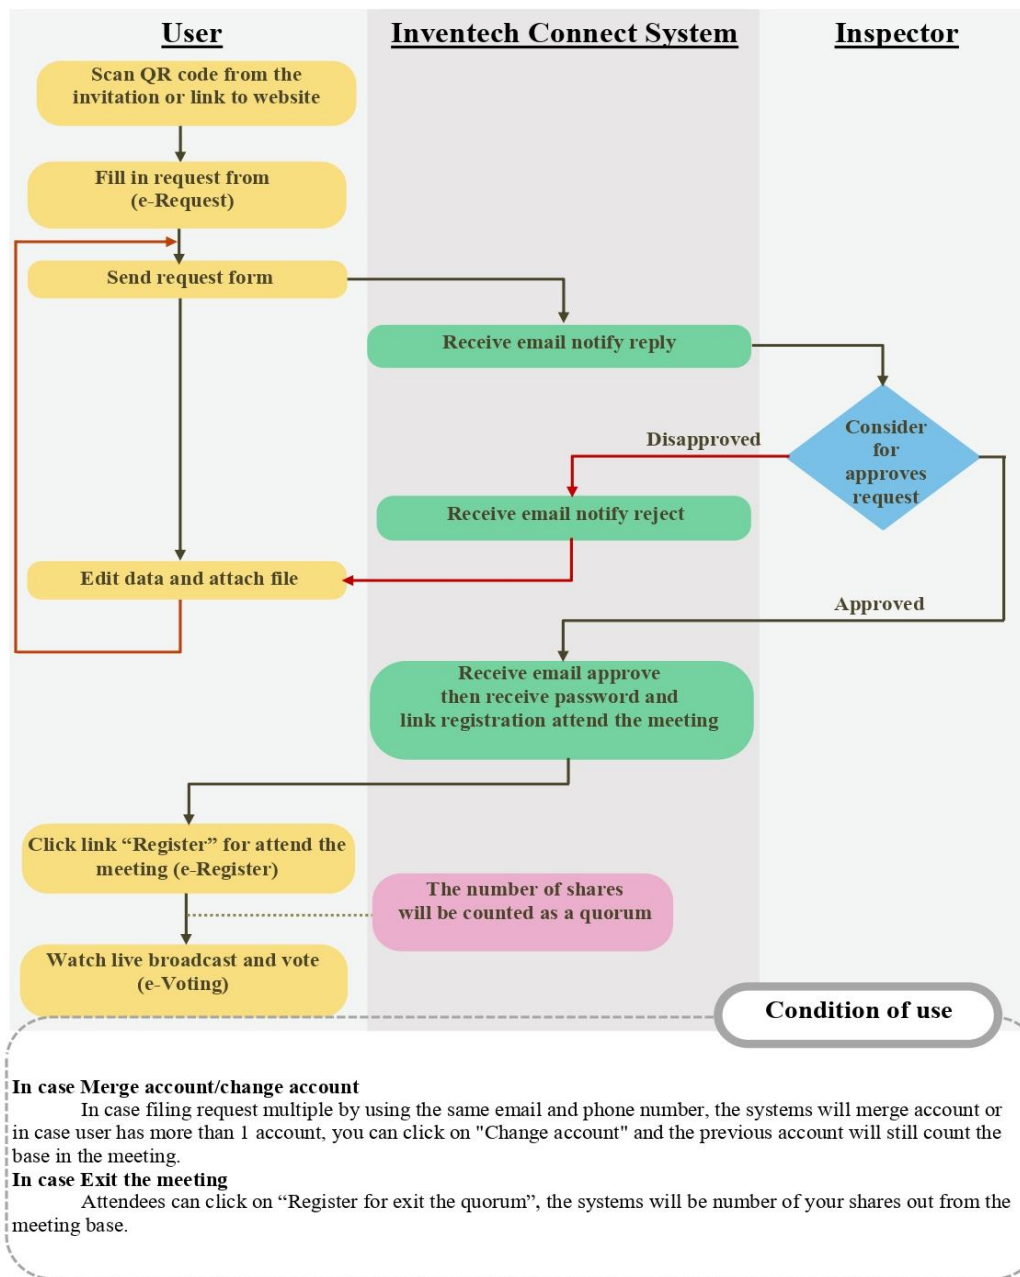 User
Inventech Connect System
Inspector
Scan QR code from the
invitation or link to website
Fill in request from
(e-Request)
Send request form
Receive email notify reply
Consider
for
approves
request
Disapproved
Receive email notify reject
Edit data and attach file
Approved
Receive email approve
then receive password and
link registration attend the meeting
Click link “Register” for attend the
meeting (e-Register)
The number of shares
will be counted as a quorum
Watch live broadcast and vote
(e-Voting)
Condition of use
In case Merge account/change account
In case filing request multiple by using the same email and phone number, the systems will merge account or
in case user has more than 1 account, you can click on "Change account" and the previous account will still count the
base in the meeting.
In case Exit the meeting
Attendees can click on “Register for exit the quorum”, the systems will be number of your shares out from the
meeting base.